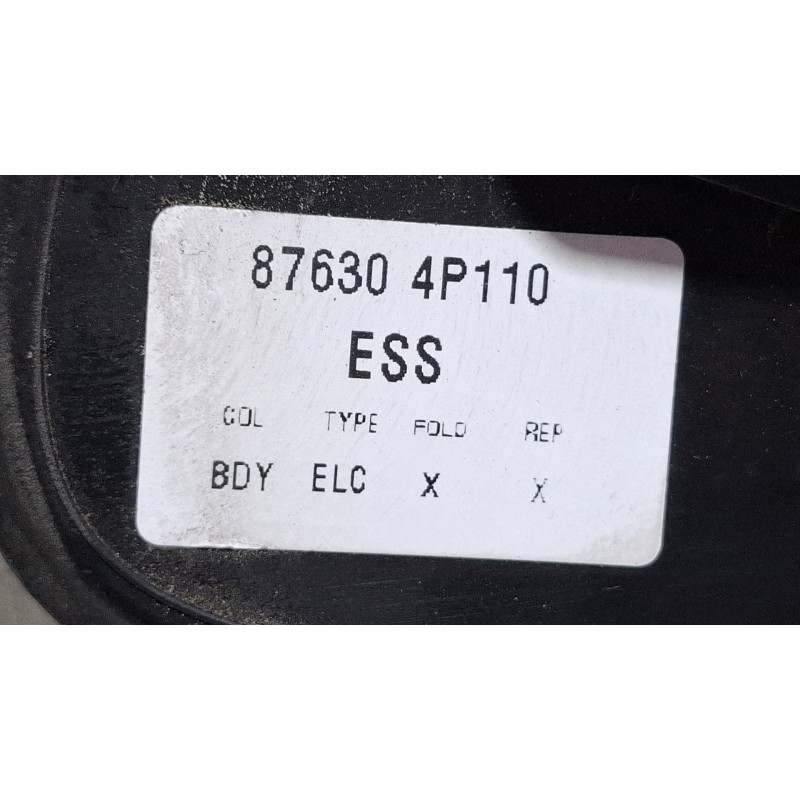 87630 4P110
ESS
COL TYPE FOLD REP
BDY ELC X X